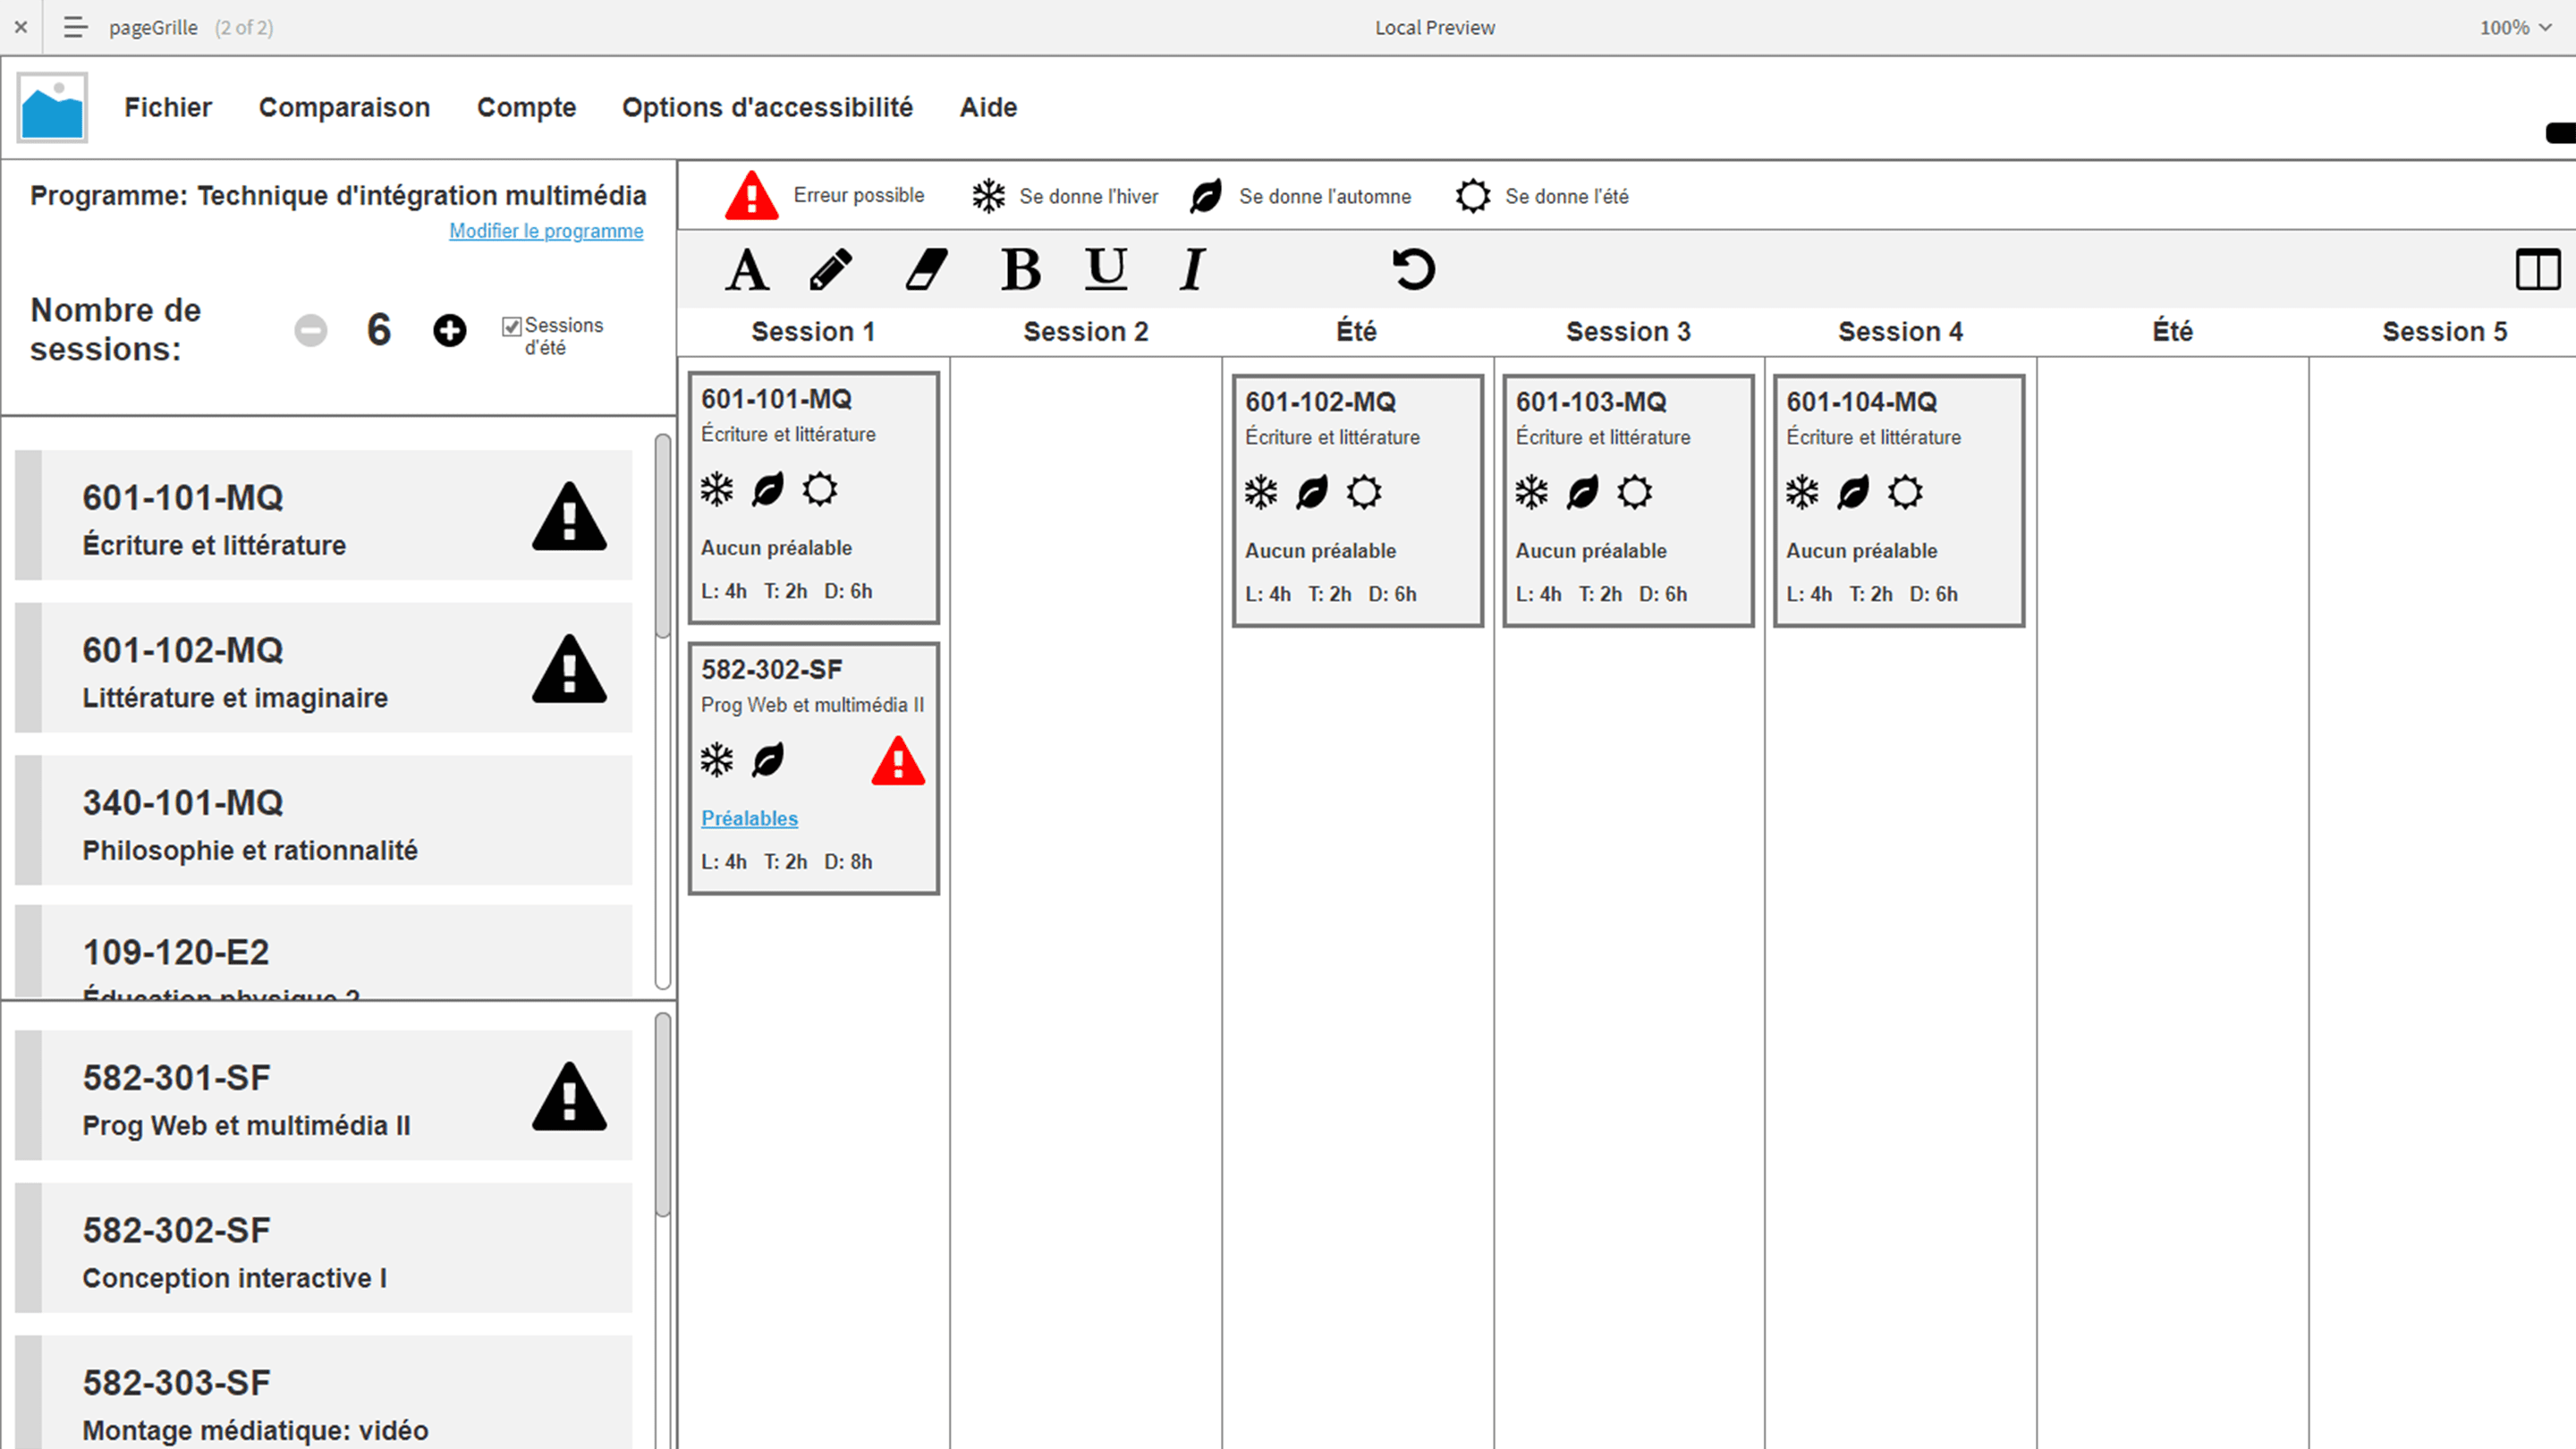 pageGrille (2 of 2)
Local Preview
100%
Fichier Comparaison Compte Options d'accessibilité Aide
Programme: Technique d'intégration multimédia
Modifier le programme
Nombre de
sessions:
6
Sessions
d'été
Erreur possible Se donne l'hiver Se donne l'automne Se donne l'été
A B U I
Session 1 Session 2 Été Session 3 Session 4 Été Session 5
601-101-MQ
Écriture et littérature
601-102-MQ
Littérature et imaginaire
340-101-MQ
Philosophie et rationnalité
109-120-E2
Éducation physique 2
582-301-SF
Prog Web et multimédia II
582-302-SF
Conception interactive I
582-303-SF
Montage médiatique: vidéo
601-101-MQ
Écriture et littérature
Aucun préalable
L: 4h T: 2h D: 6h
582-302-SF
Prog Web et multimédia II
Préalables
L: 4h T: 2h D: 8h
601-102-MQ
Écriture et littérature
Aucun préalable
L: 4h T: 2h D: 6h
601-103-MQ
Écriture et littérature
Aucun préalable
L: 4h T: 2h D: 6h
601-104-MQ
Écriture et littérature
Aucun préalable
L: 4h T: 2h D: 6h